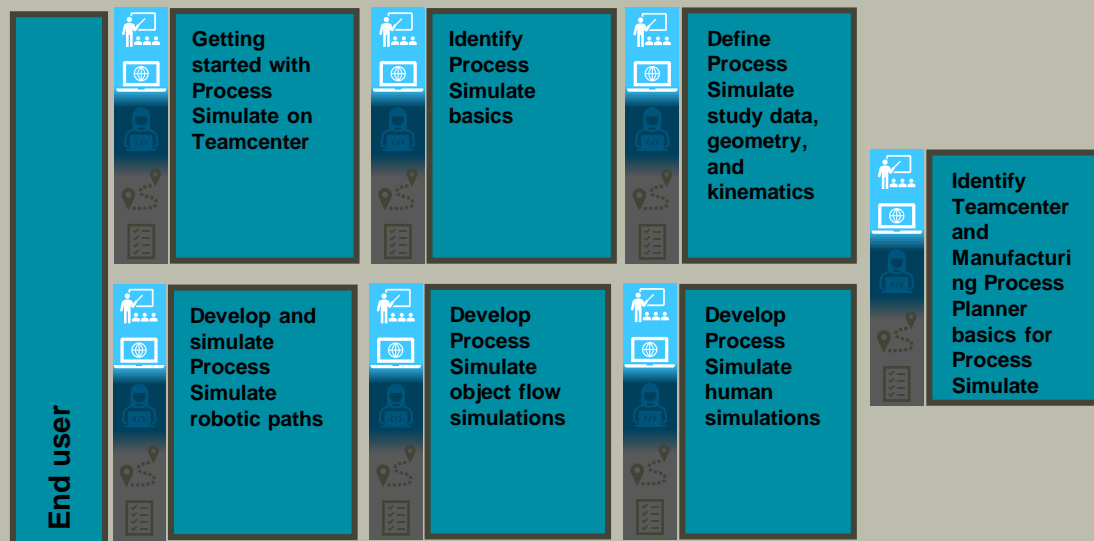 Getting
started with
Process
Simulate on
Teamcenter
Identify
Process
Simulate
basics
Define
Process
Simulate
study data,
geometry,
and
kinematics
Identify
Teamcenter
and
Manufacturi
ng Process
Planner
basics for
Process
Simulate
Develop and
simulate
Process
Simulate
robotic paths
Develop
Process
Simulate
object flow
simulations
Develop
Process
Simulate
human
simulations
End user